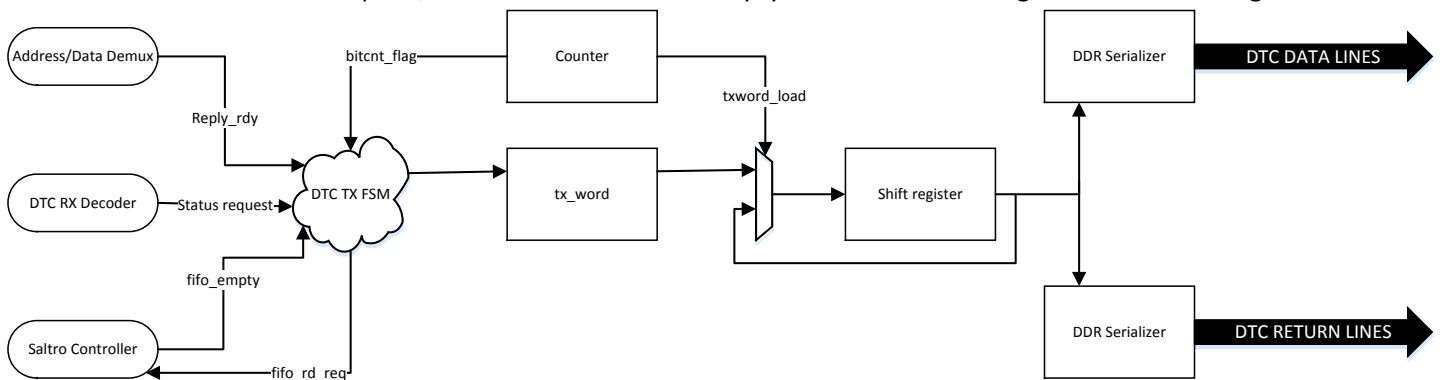 Address/Data Demux
bitcnt_flag
Counter
DDR Serializer
DTC DATA LINES
txword_load
Reply_rdy
DTC RX Decoder
Status request
DTC TX FSM
tx_word
Shift register
fifo_empty
Saltro Controller
fifo_rd_req
DDR Serializer
DTC RETURN LINES